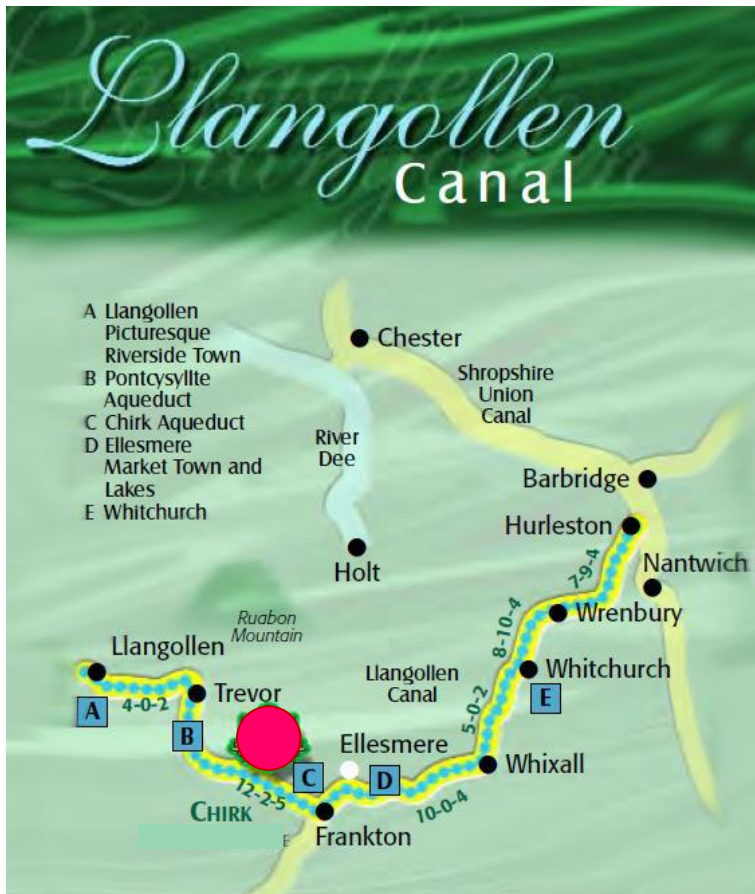 Llangollen
Canal
A Llangollen
Picturesque
Riverside Town
B Pontcysyllte
Aqueduct
C Chirk Aqueduct
D Ellesmere
Market Town and
Lakes
E Whitchurch
Chester
Shropshire
Union
Canal
River
Dee
Barbridge
Hurleston
Holt
Nantwich
7-9-4
Wrenbury
Ruabon
Mountain
8-10-4
Llangollen
Llangollen
Canal
Whitchurch
E
Trevor
A
4-0-2
5-0-2
B
Ellesmere
Whixall
C
D
12-2-5
10-0-4
CHIRK
Frankton
E